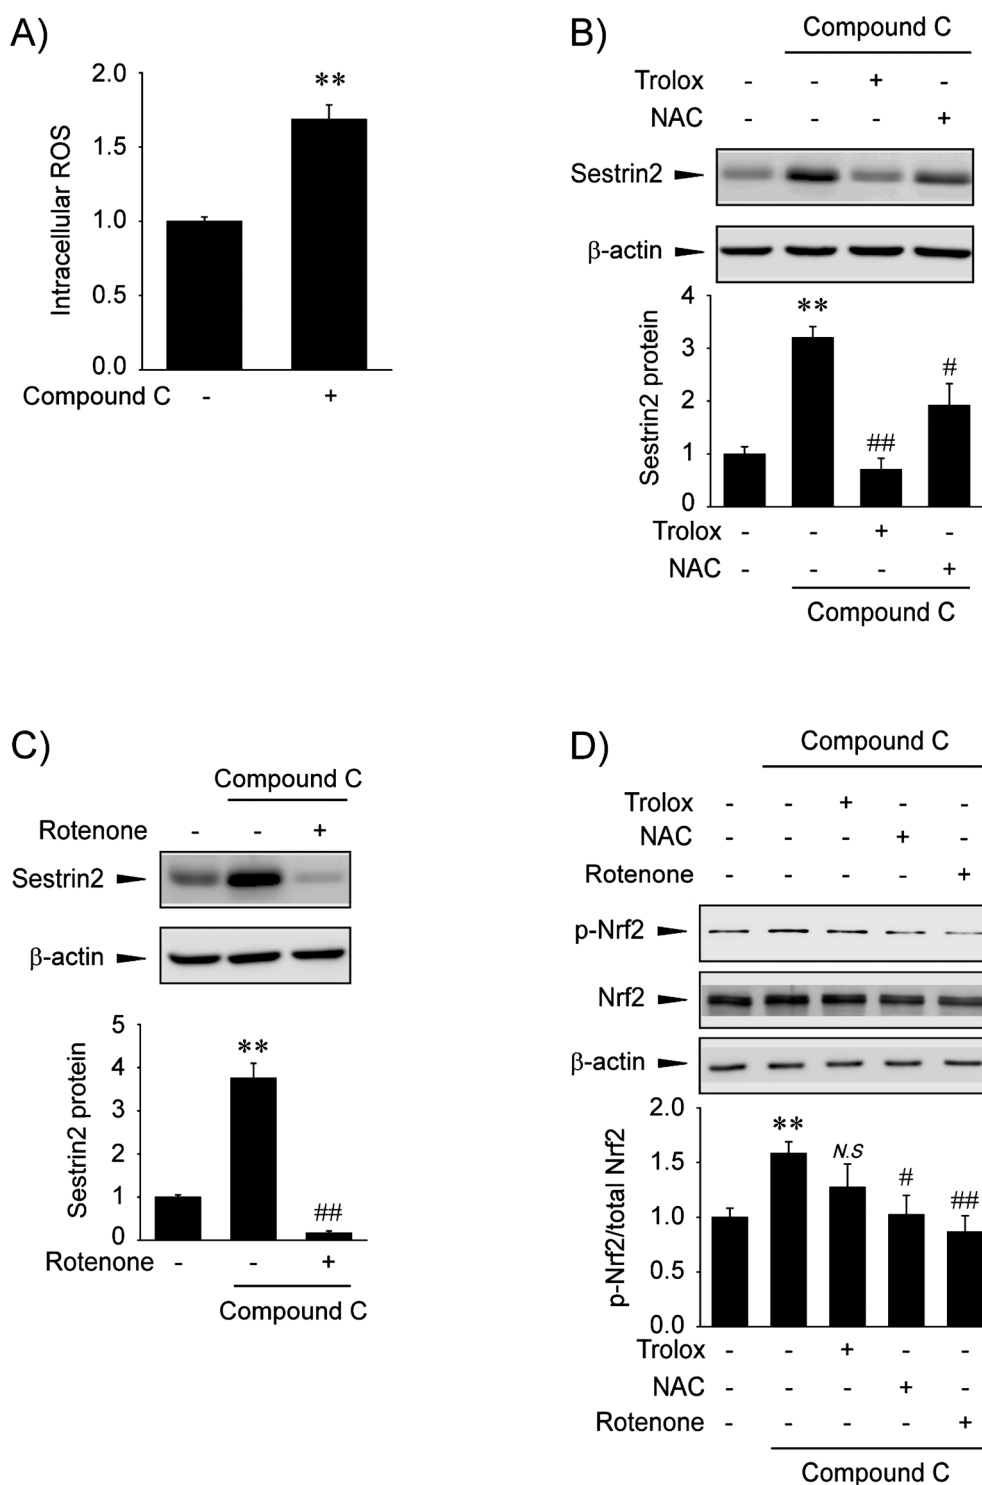 A)
2.0
**
1.5
Intracellular ROS
1.0
0.5
0.0
Compound C - +
B)
Compound C
Trolox - - + -
NAC - - - +
Sestrin2
β-actin
4
**
3
#
Sestrin2 protein
2
##
1
0
Trolox - - + -
NAC - - - +
Compound C
C)
Compound C
Rotenone - - +
Sestrin2
β-actin
5
**
4
3
Sestrin2 protein
2
1
##
0
Rotenone - - +
Compound C
D)
Compound C
Trolox - - + - -
NAC - - - + -
Rotenone - - - - +
p-Nrf2
Nrf2
β-actin
2.0
**
N.S
1.5
#
##
p-Nrf2/total Nrf2
1.0
0.5
0.0
Trolox - - + - -
NAC - - - + -
Rotenone - - - - +
Compound C